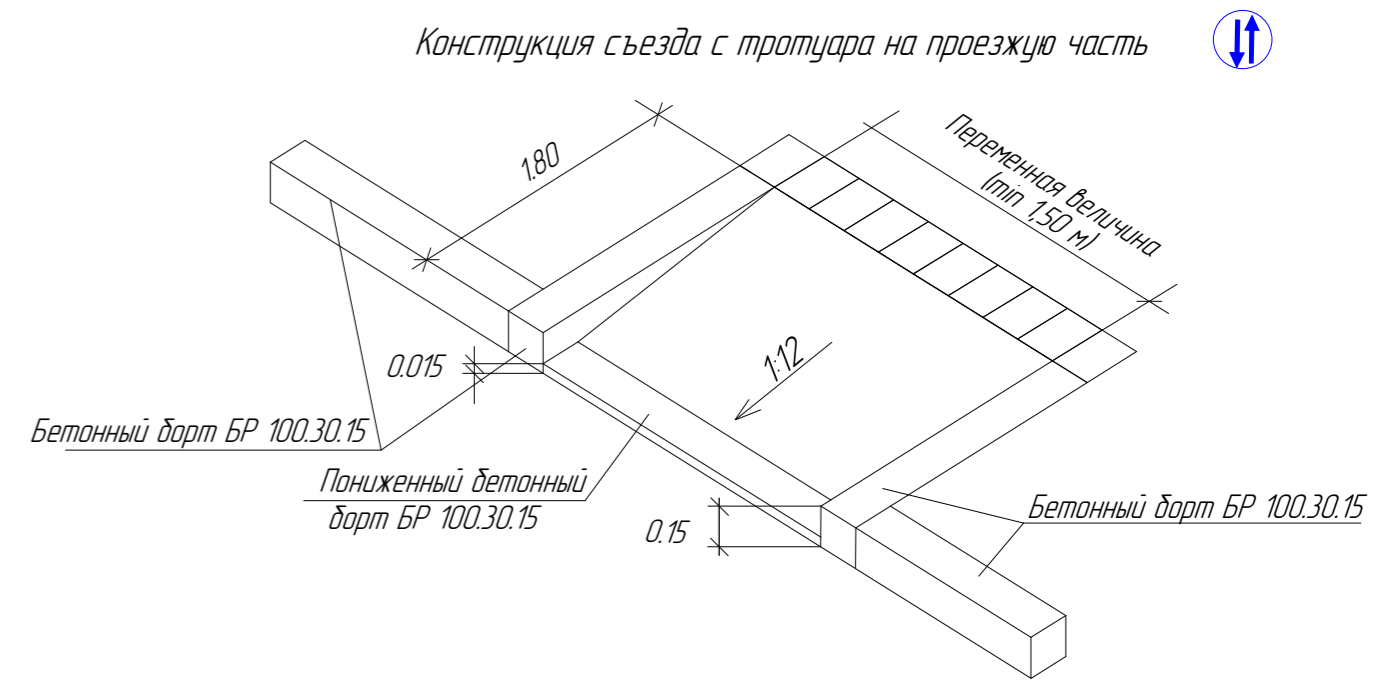 Конструкция съезда с тротуара на проезжую часть
1.80
Переменная величина
(min 1,50 м)
0.015
1:12
Бетонный борт БР 100.30.15
Пониженный бетонный
борт БР 100.30.15
0.15
Бетонный борт БР 100.30.15